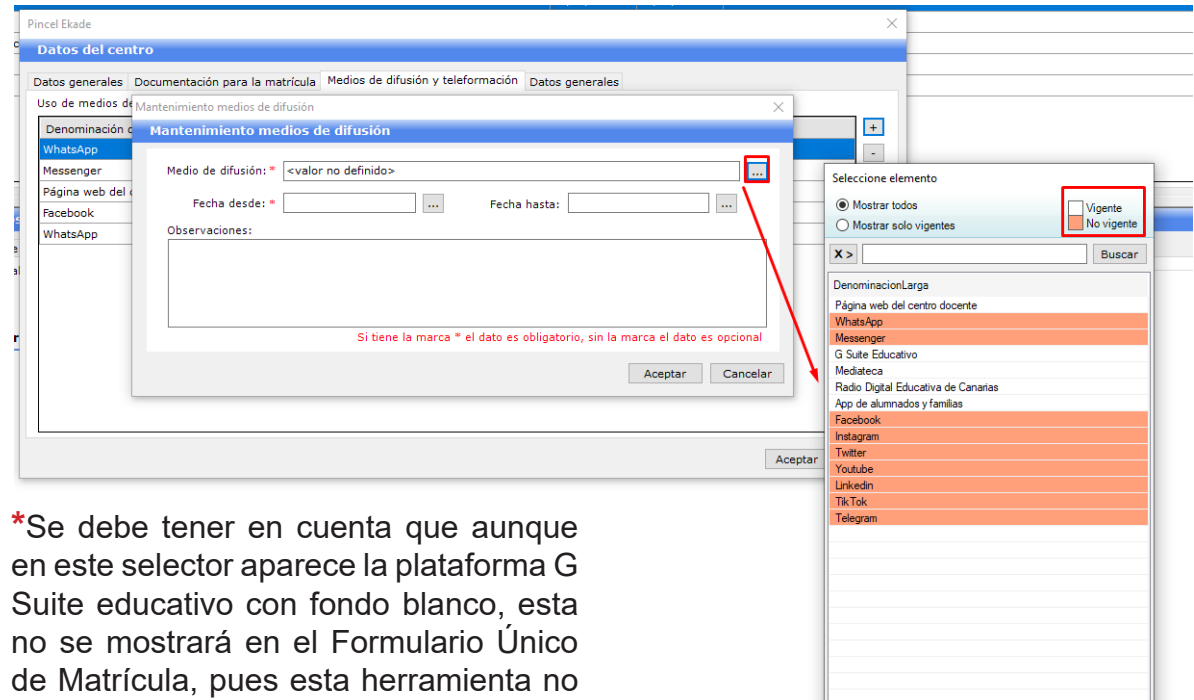 Pincel Ekade
Datos del centro
Datos generales Documentación para la matrícula Medios de difusión y teleformación Datos generales
Uso de medios de
Denominación
WhatsApp
Messenger
Página web del
Facebook
WhatsApp
+
-
Mantenimiento medios de difusión
Mantenimiento medios de difusión
Medio de difusión: * <valor no definido> ...
Fecha desde: * ... Fecha hasta: ...
Observaciones:
Si tiene la marca * el dato es obligatorio, sin la marca el dato es opcional
Aceptar Cancelar
Aceptar
Seleccione elemento
Mostrar todos
Mostrar solo vigentes
Vigente
No vigente
X > Buscar
DenominacionLarga
Página web del centro docente
WhatsApp
Messenger
G Suite Educativo
Mediateca
Radio Digital Educativa de Canarias
App de alumnados y familias
Facebook
Instagram
Twitter
Youtube
Linkedin
TikTok
Telegram
*Se debe tener en cuenta que aunque
en este selector aparece la plataforma G
Suite educativo con fondo blanco, esta
no se mostrará en el Formulario Único
de Matrícula, pues esta herramienta no